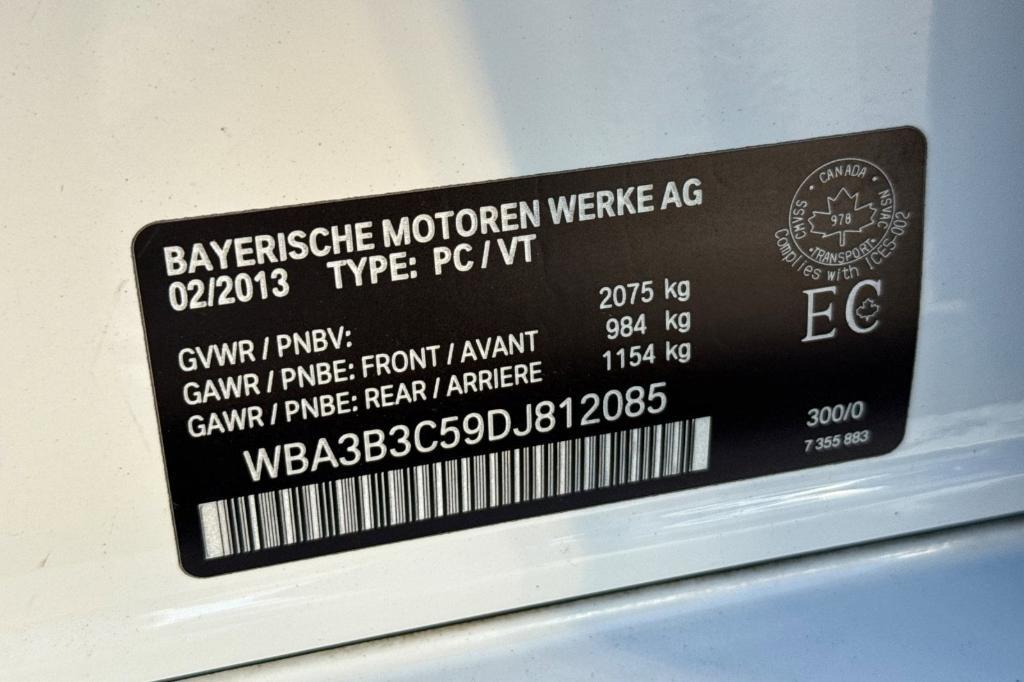 BAYERISCHE MOTOREN WERKE AG
02/2013 TYPE: PC / VT
GVWR / PNBV: 2075 kg
GAWR / PNBE: FRONT / AVANT 984 kg
GAWR / PNBE: REAR / ARRIERE 1154 kg
WBA3B3C59DJ812085
CANADA
CMVSS
978
NSVAC
TRANSPORT
Complies with ICES-002
EC
300/0
7 355 883